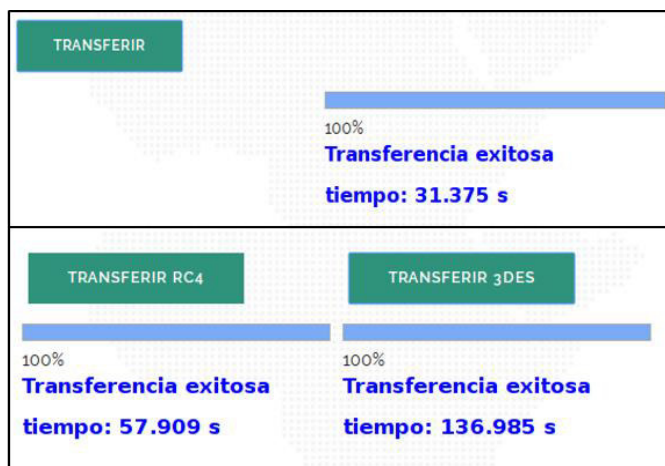 TRANSFERIR
100%
Transferencia exitosa
tiempo: 31.375 s
TRANSFERIR RC4
100%
Transferencia exitosa
tiempo: 57.909 s
TRANSFERIR 3DES
100%
Transferencia exitosa
tiempo: 136.985 s